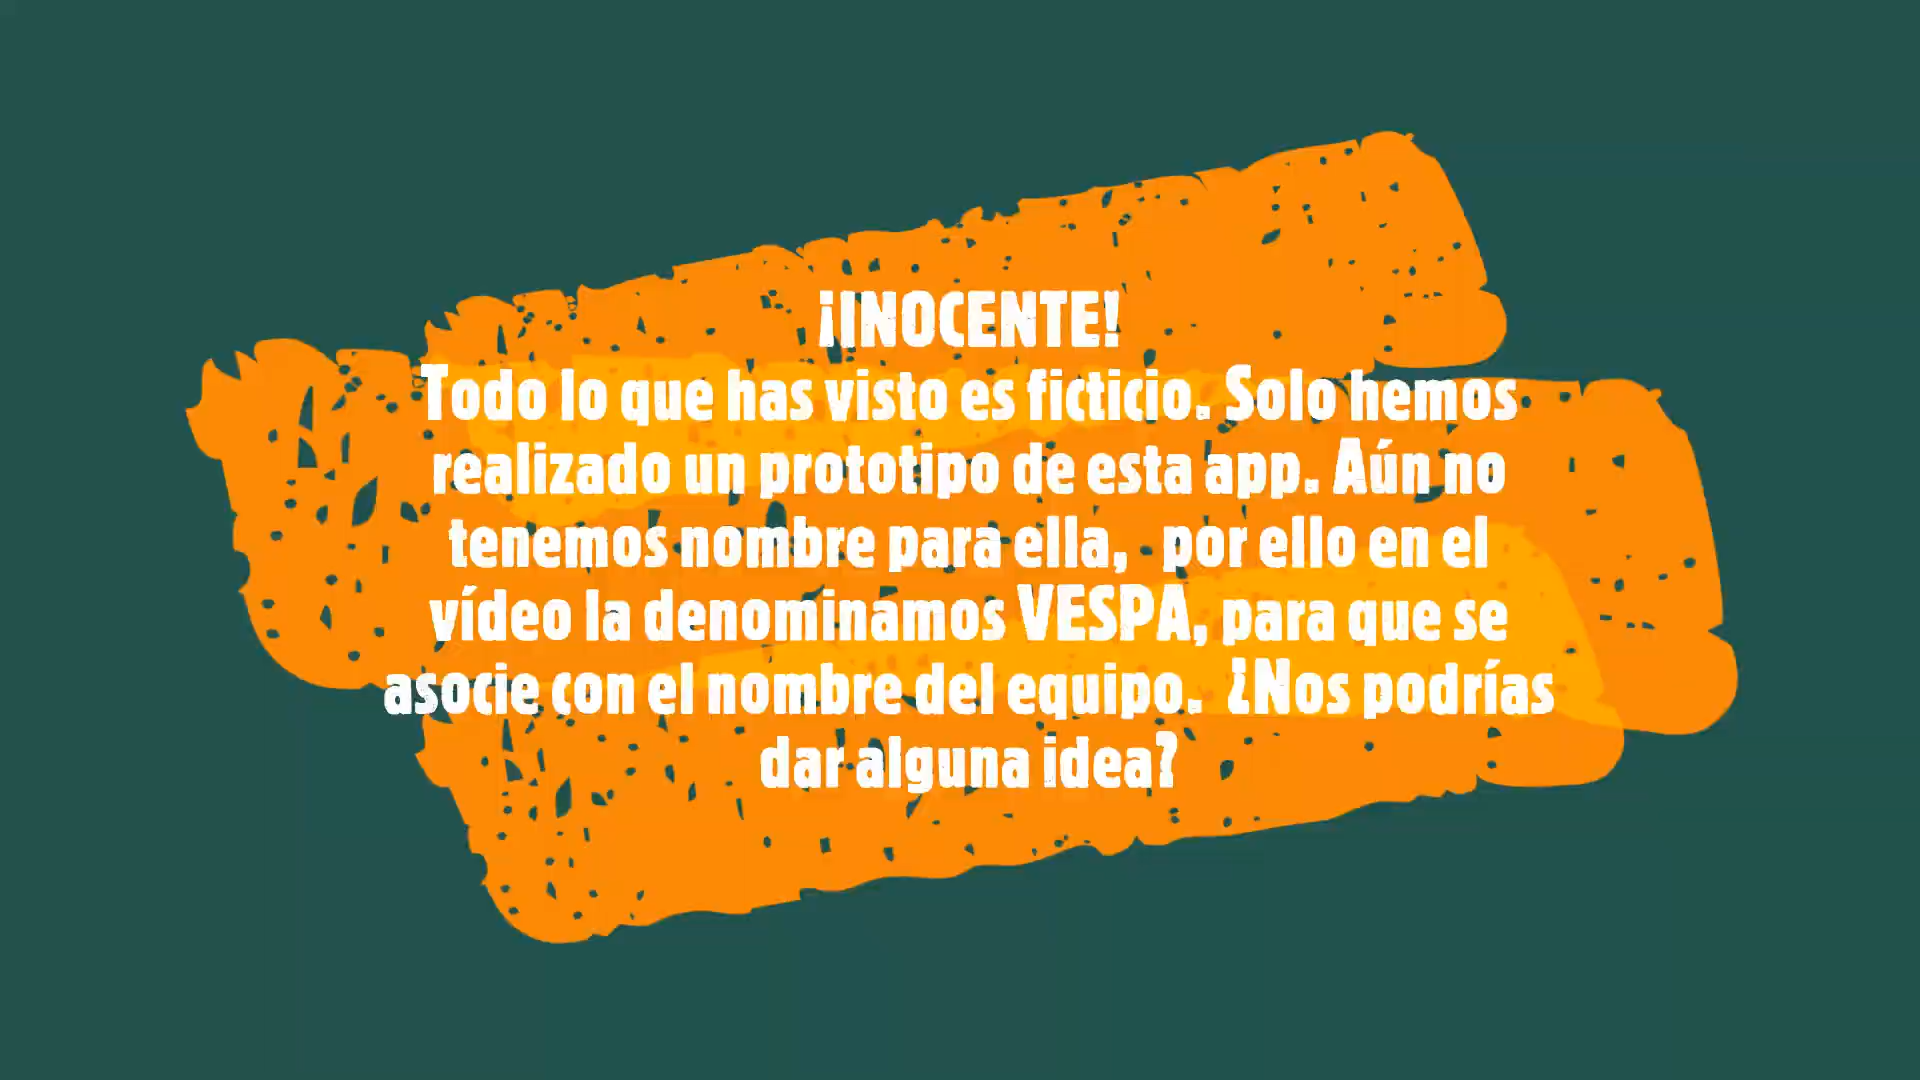 ¡INOCENTE!
Todo lo que has visto es ficticio. Solo hemos
realizado un prototipo de esta app. Aún no
tenemos nombre para ella, por ello en el
vídeo la denominamos VESPA, para que se
asocie con el nombre del equipo. ¿Nos podrías
dar alguna idea?